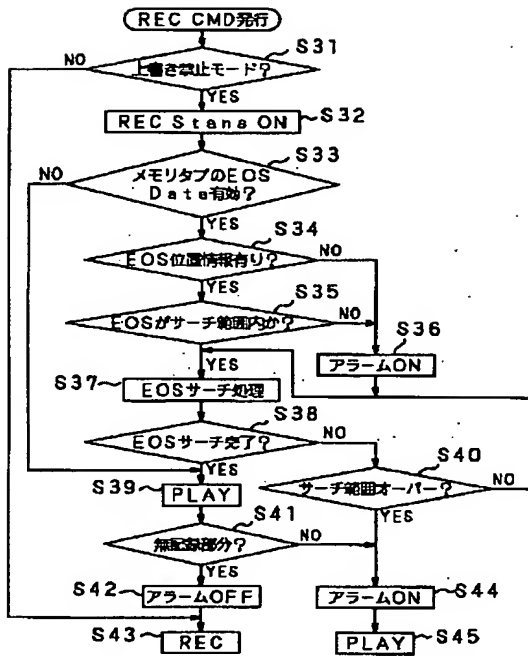 REC CMD発行
S31
NO
上書き禁止モード?
YES
S32
REC Stans ON
S33
NO
メモリタブのEOS
Data有効?
YES
S34
NO
EOS位置情報有り?
YES
S35
EOSがサーチ範囲内か?
NO
S36
YES
アラームON
S37
EOSサーチ処理
S38
EOSサーチ完了?
NO
S40
YES
S39
サーチ範囲オーバー?
NO
PLAY
S41
YES
無記録部分?
NO
YES
S42
アラームOFF
アラームON
S44
S43
REC
PLAY
S45